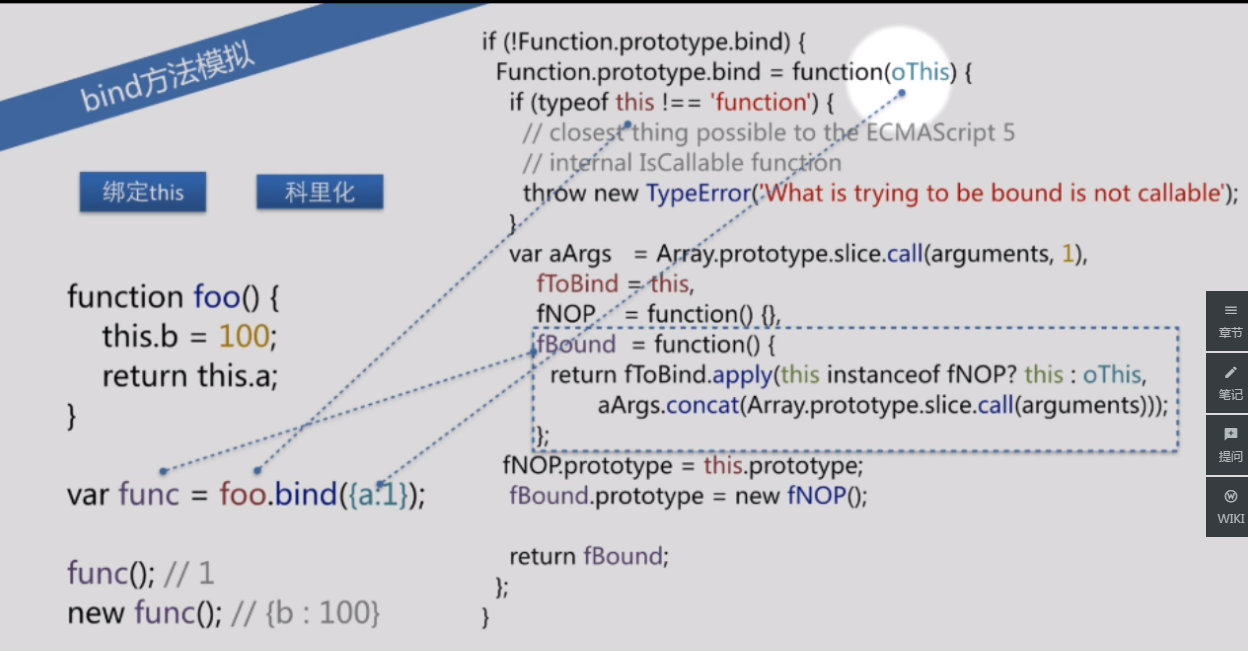 bind方法模拟
绑定this
科里化
function foo() {
this.b = 100;
return this.a;
}
var func = foo.bind({a:1});
func(); // 1
new func(); // {b : 100}
if (!Function.prototype.bind) {
Function.prototype.bind = function(oThis) {
if (typeof this !== 'function') {
// closest thing possible to the ECMAScript 5
// internal IsCallable function
throw new TypeError('What is trying to be bound is not callable');
}
var aArgs = Array.prototype.slice.call(arguments, 1),
fToBind = this,
fNOP = function() {},
fBound = function() {
return fToBind.apply(this instanceof fNOP? this : oThis,
aArgs.concat(Array.prototype.slice.call(arguments)));
};
fNOP.prototype = this.prototype;
fBound.prototype = new fNOP();
return fBound;
};
}
章节
笔记
提问
WIKI